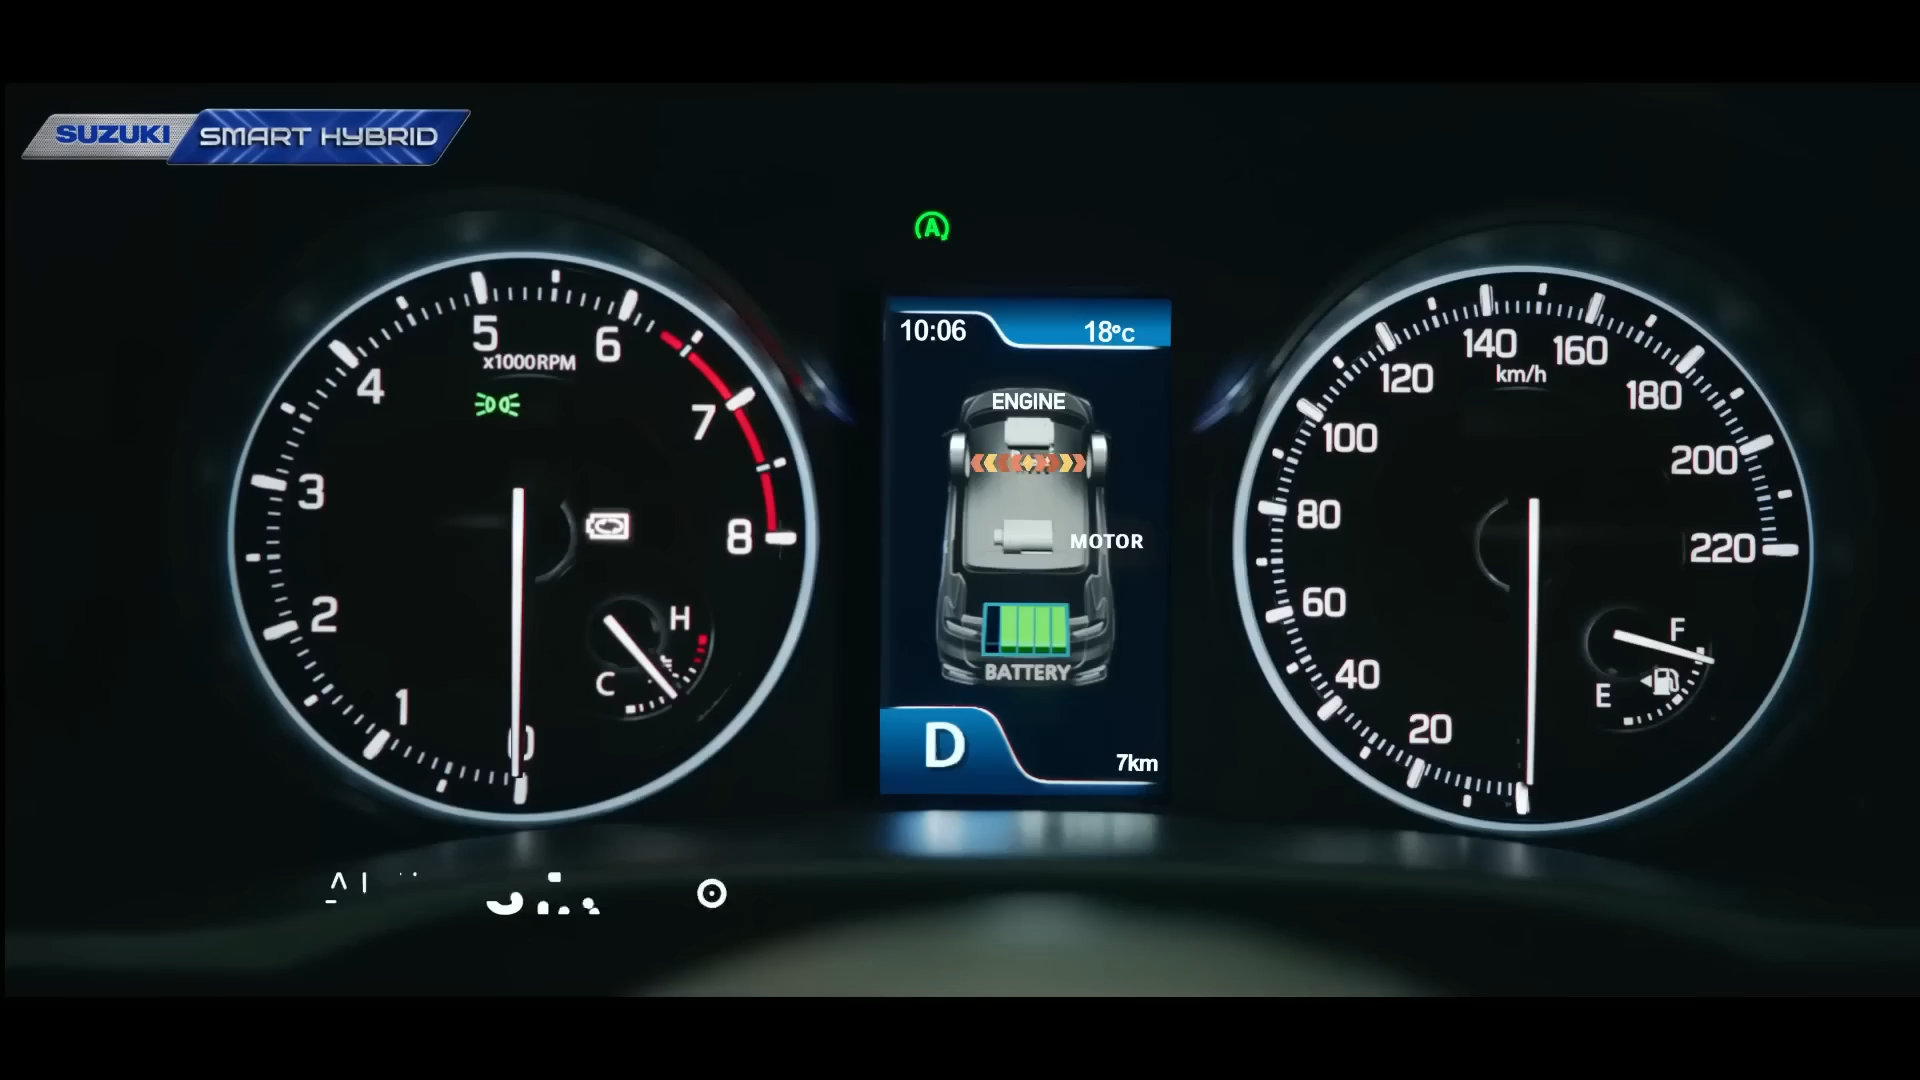 SUZUKI SMART HYBRID
A
10:06 18°C
5 6
x1000RPM
4
7
3
8
2
1
0
H
C
ENGINE
MOTOR
BATTERY
D
7km
140 160
km/h
120 180
100 200
80 220
60
40
20
F
E